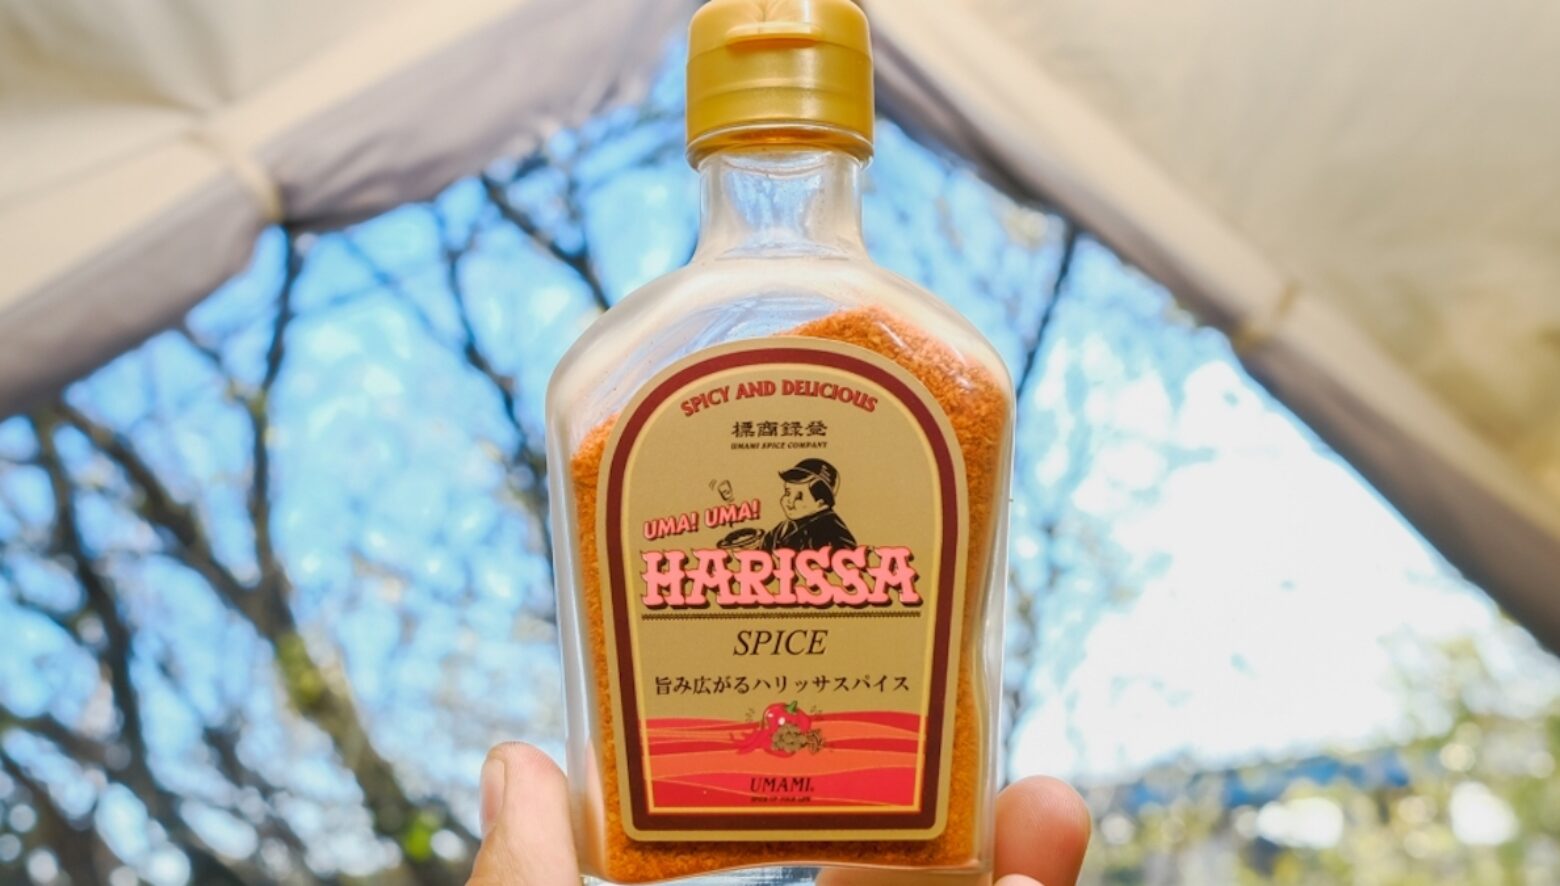 SPICY AND DELICIOUS
標商録登
UMAMI SPICE COMPANY
UMA! UMA!
HARISSA
SPICE
旨み広がるハリッサスパイス
UMAMI